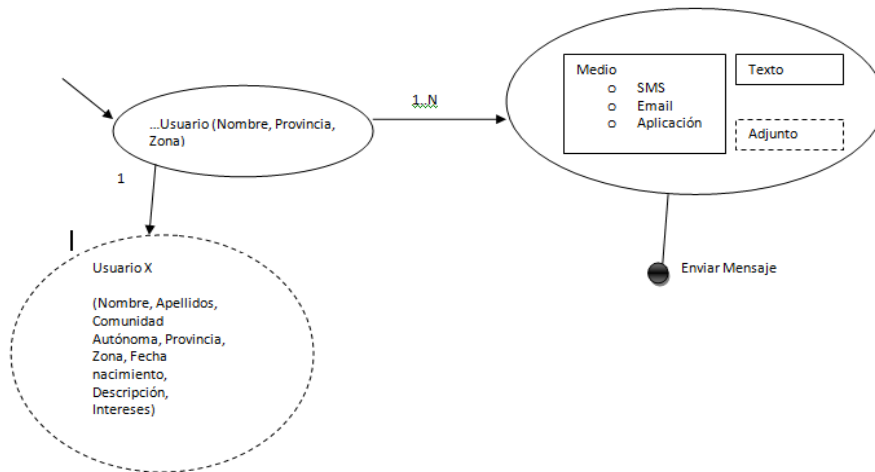 Medio
o SMS
o Email
o Aplicación
Texto
Adjunto
1..N
...Usuario (Nombre, Provincia,
Zona)
1
Usuario X
(Nombre, Apellidos,
Comunidad
Autónoma, Provincia,
Zona, Fecha
nacimiento,
Descripción,
Intereses)
Enviar Mensaje